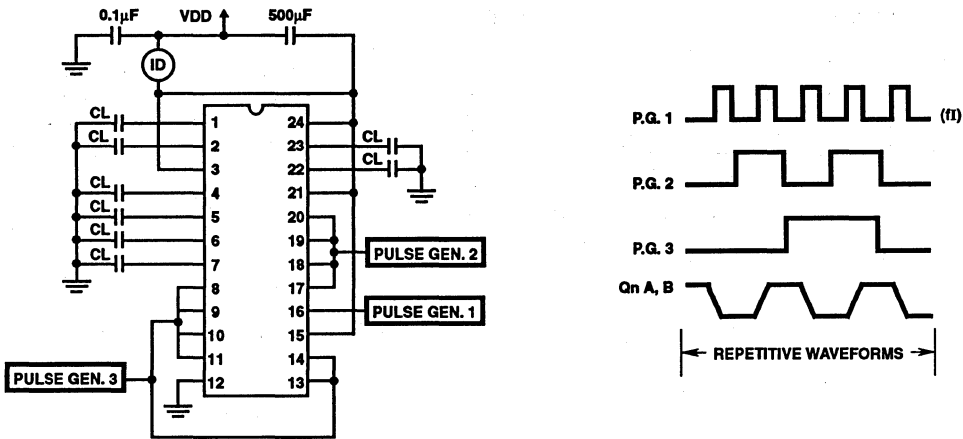 0.1µF VDD 500µF
ID
CL 1 24
CL 2 23 CL
3 22 CL
CL 4 21
CL 5 20
CL 6 19
CL 7 18
8 17
9 16
10 15
11 14
12 13
PULSE GEN. 2
PULSE GEN. 1
PULSE GEN. 3
P.G. 1 (fI)
P.G. 2
P.G. 3
Qn A, B
REPETITIVE WAVEFORMS